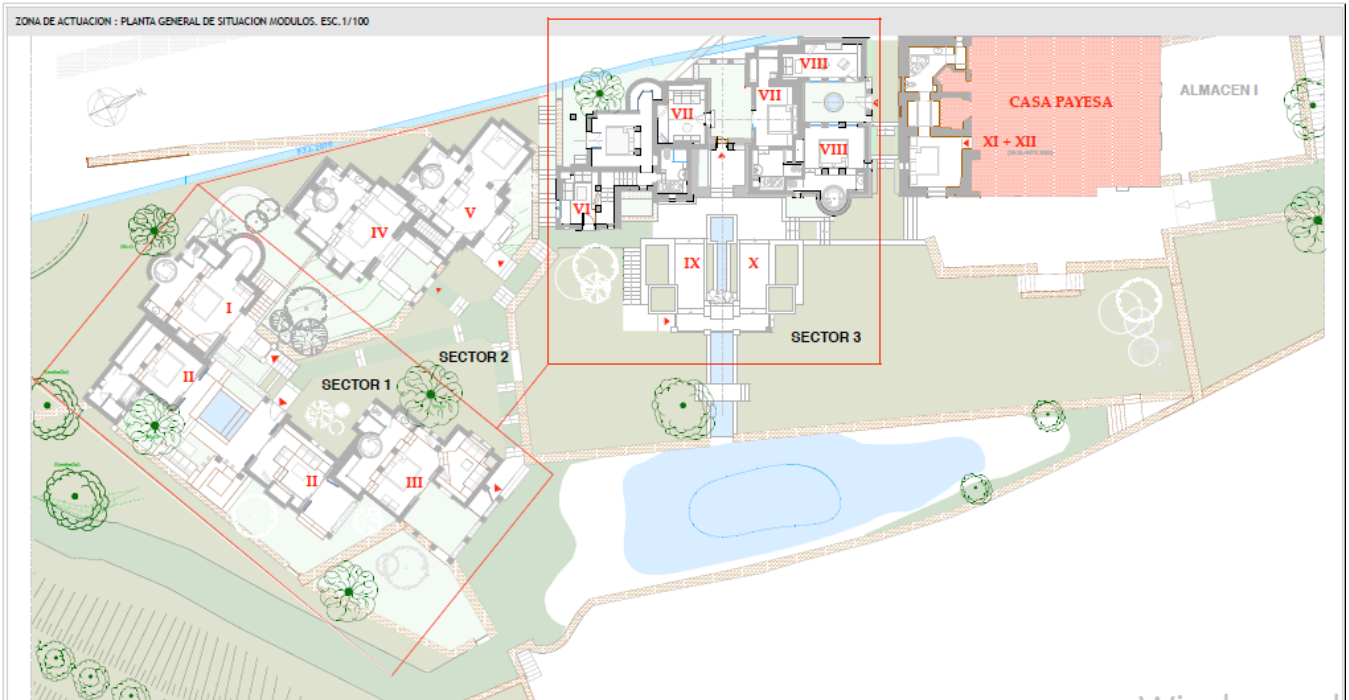 ZONA DE ACTUACION : PLANTA GENERAL DE SITUACION MODULOS. ESC.1/100
N
VIII
VII
VII
VIII
VI
CASA PAYESA
ALMACEN I
XI + XII
V
IV
IX
X
I
SECTOR 3
SECTOR 2
SECTOR 1
II
II
III